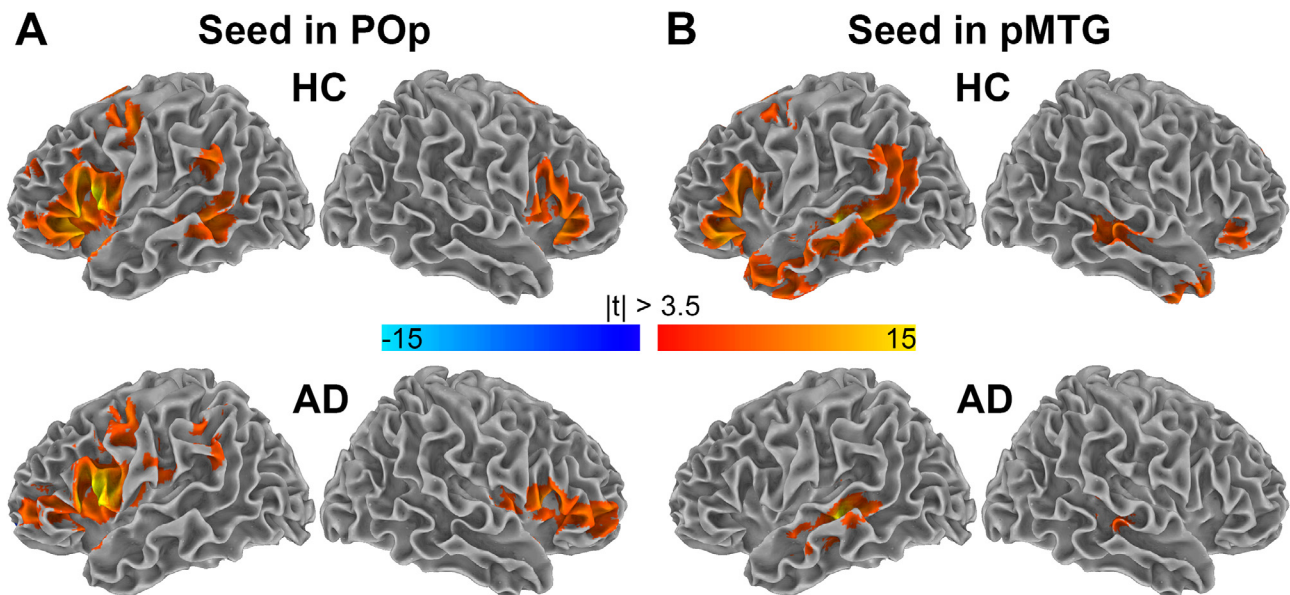 A Seed in POp
B Seed in pMTG
HC
HC
|t| > 3.5
-15
15
AD
AD